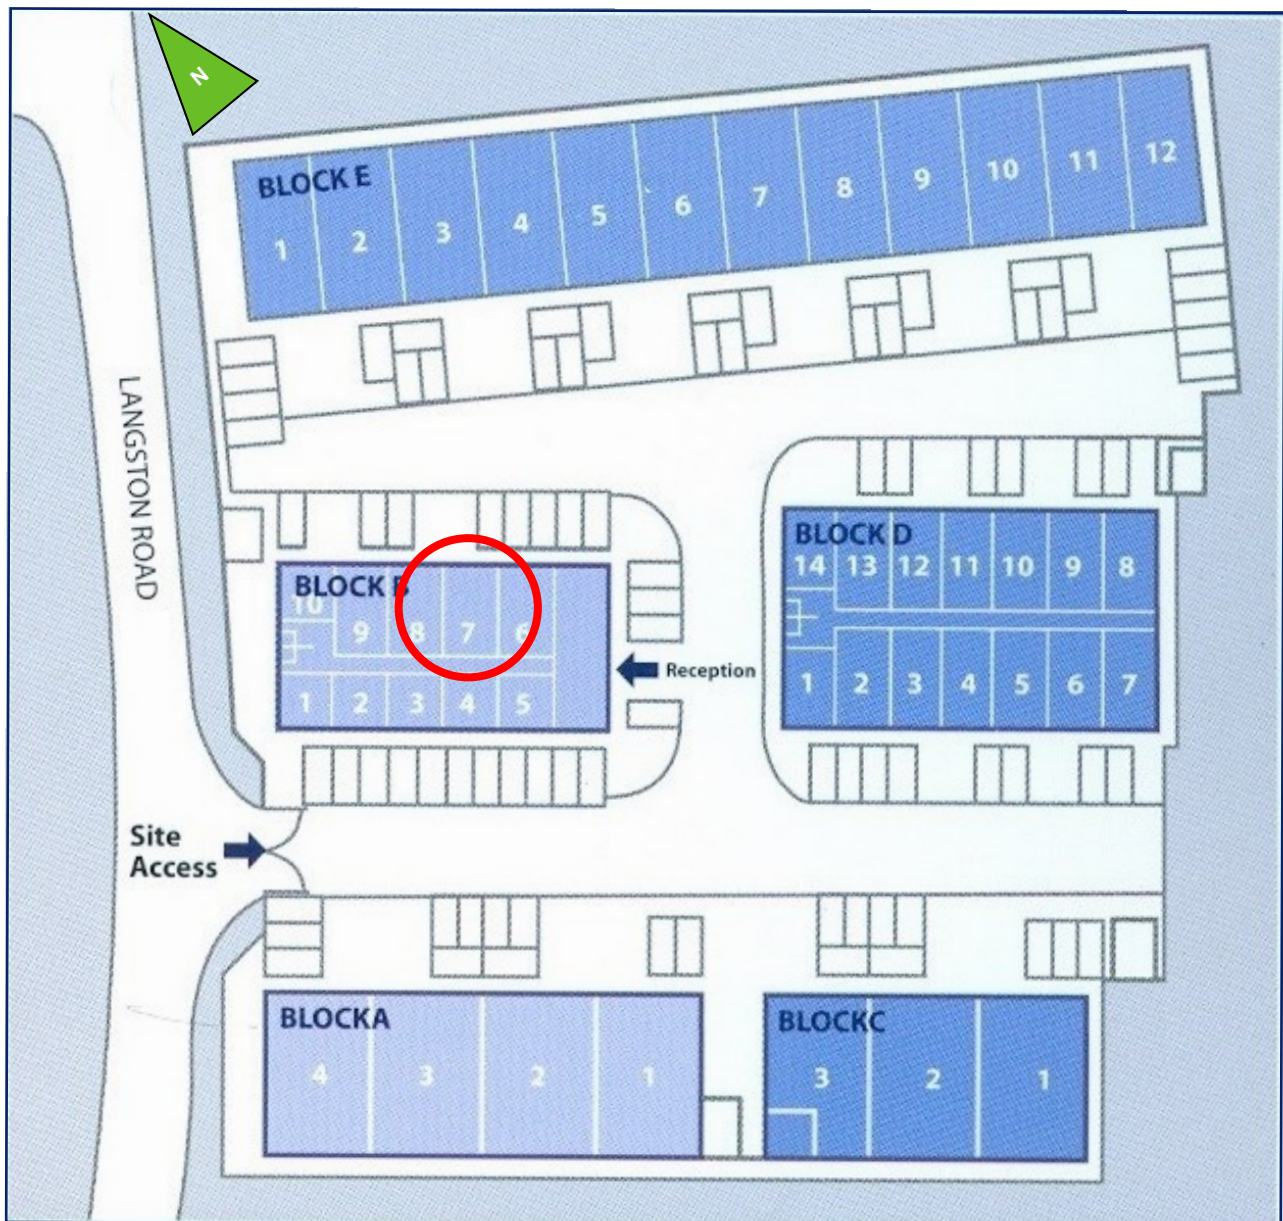 N
BLOCK E
1 2 3 4 5 6 7 8 9 10 11 12
LANGSTON ROAD
BLOCK B
10 9 8 7 6
1 2 3 4 5
Reception
BLOCK D
14 13 12 11 10 9 8
1 2 3 4 5 6 7
Site
Access
BLOCKA
4 3 2 1
BLOCKC
3 2 1